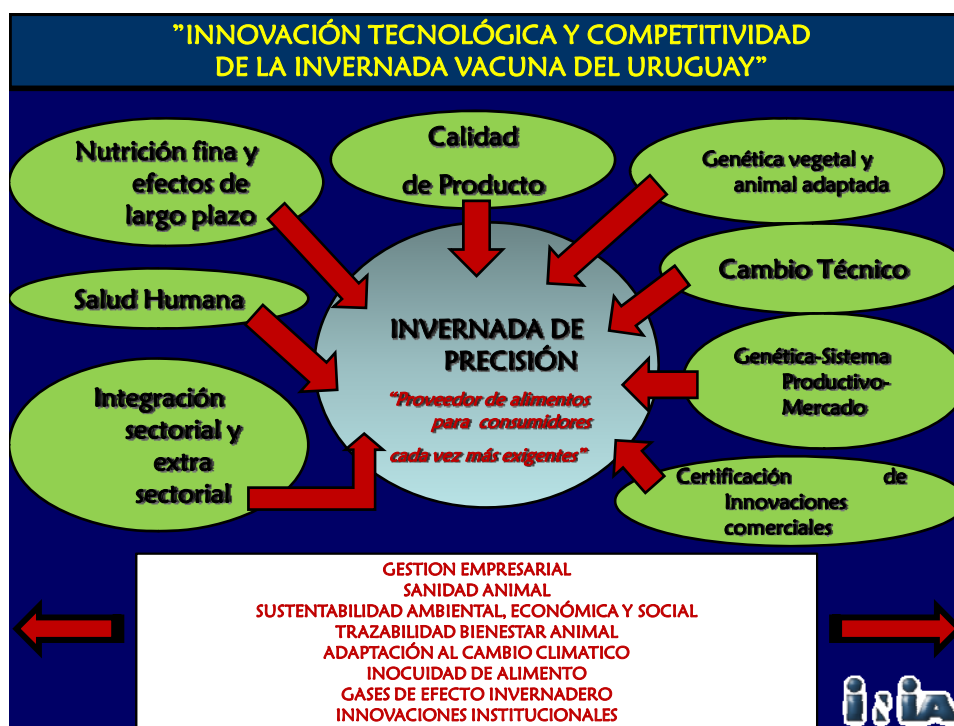 ”INNOVACIÓN TECNOLÓGICA Y COMPETITIVIDAD
DE LA INVERNADA VACUNA DEL URUGUAY”
Nutrición fina y
efectos de
largo plazo
Calidad
de Producto
Genética vegetal y
animal adaptada
Salud Humana
Cambio Técnico
INVERNADA DE
PRECISIÓN
“Proveedor de alimentos
para consumidores
cada vez más exigentes”
Integración
sectorial y
extra
sectorial
Genética-Sistema
Productivo-
Mercado
Certificación de
Innovaciones
comerciales
GESTION EMPRESARIAL
SANIDAD ANIMAL
SUSTENTABILIDAD AMBIENTAL, ECONÓMICA Y SOCIAL
TRAZABILIDAD BIENESTAR ANIMAL
ADAPTACIÓN AL CAMBIO CLIMATICO
INOCUIDAD DE ALIMENTO
GASES DE EFECTO INVERNADERO
INNOVACIONES INSTITUCIONALES